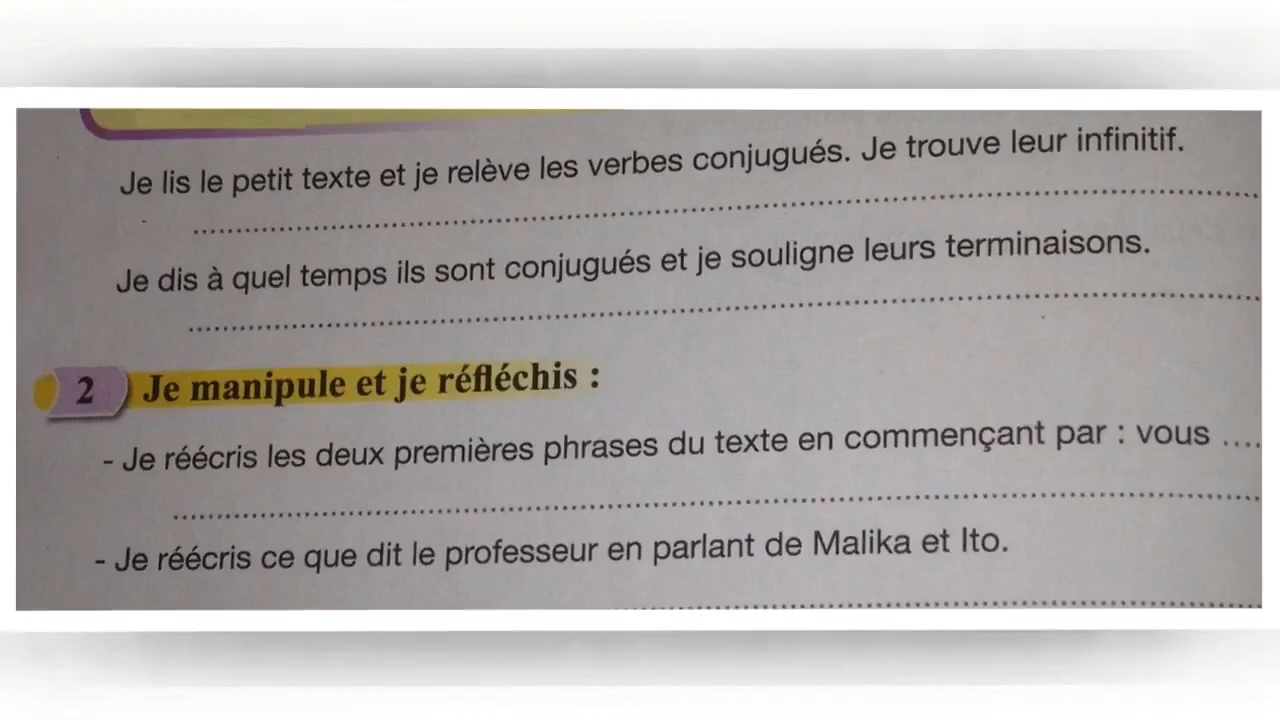 Je lis le petit texte et je relève les verbes conjugués. Je trouve leur infinitif.
Je dis à quel temps ils sont conjugués et je souligne leurs terminaisons.
2 Je manipule et je réfléchis :
- Je réécris les deux premières phrases du texte en commençant par : vous ....
- Je réécris ce que dit le professeur en parlant de Malika et Ito.